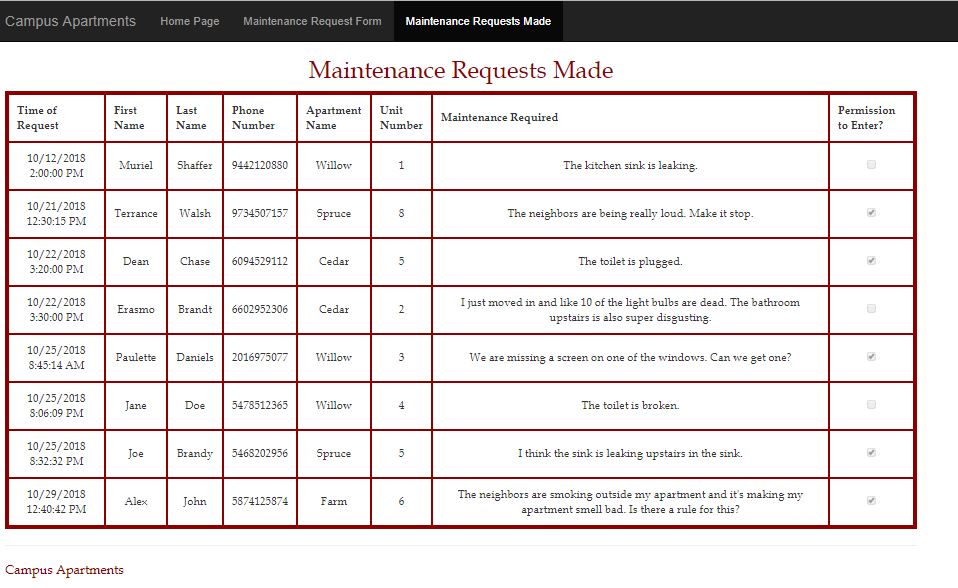 Campus Apartments Home Page Maintenance Request Form Maintenance Requests Made
Maintenance Requests Made
Time of Request First Name Last Name Phone Number Apartment Name Unit Number Maintenance Required Permission to Enter?
10/12/2018 2:00:00 PM Muriel Shaffer 9442120880 Willow 1 The kitchen sink is leaking.
10/21/2018 12:30:15 PM Terrance Walsh 9734507157 Spruce 8 The neighbors are being really loud. Make it stop.
10/22/2018 3:20:00 PM Dean Chase 6094529112 Cedar 5 The toilet is plugged.
10/22/2018 3:30:00 PM Erasmo Brandt 6602952306 Cedar 2 I just moved in and like 10 of the light bulbs are dead. The bathroom upstairs is also super disgusting.
10/25/2018 8:45:14 AM Paulette Daniels 2016975077 Willow 3 We are missing a screen on one of the windows. Can we get one?
10/25/2018 8:06:09 PM Jane Doe 5478512365 Willow 4 The toilet is broken.
10/25/2018 8:32:32 PM Joe Brandy 5468202956 Spruce 5 I think the sink is leaking upstairs in the sink.
10/29/2018 12:40:42 PM Alex John 5874125874 Farm 6 The neighbors are smoking outside my apartment and it's making my apartment smell bad. Is there a rule for this?
Campus Apartments